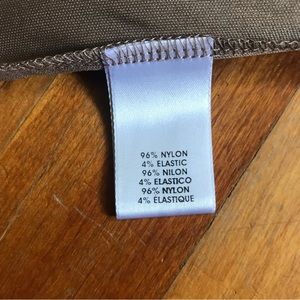 96% NYLON
4% ELASTIC
96% NILON
4% ELASTICO
96% NYLON
4% ELASTIQUE